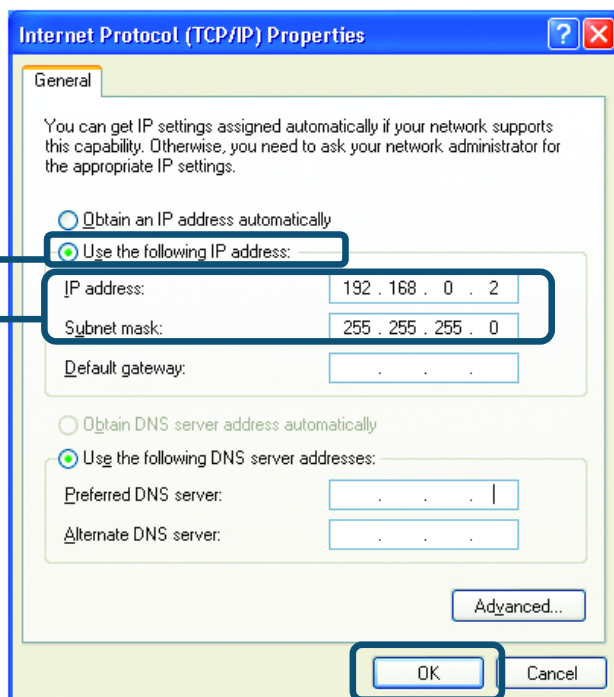 Internet Protocol (TCP/IP) Properties
General
You can get IP settings assigned automatically if your network supports
this capability. Otherwise, you need to ask your network administrator for
the appropriate IP settings.
Obtain an IP address automatically
Use the following IP address:
IP address: 192 . 168 . 0 . 2
Subnet mask: 255 . 255 . 255 . 0
Default gateway: . . .
Obtain DNS server address automatically
Use the following DNS server addresses:
Preferred DNS server: . . .
Alternate DNS server: . . .
Advanced...
OK Cancel